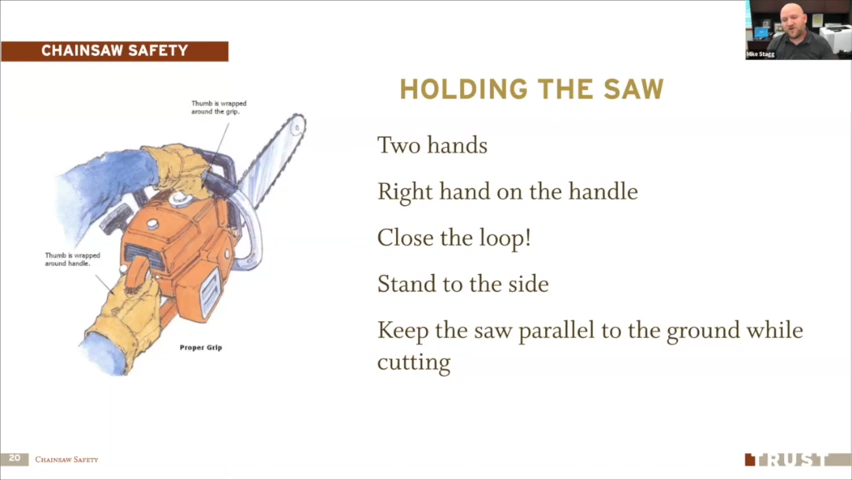 CHAINSAW SAFETY
Mike Stagg
HOLDING THE SAW
Thumb is wrapped
around the grip.
Thumb is wrapped
around handle.
Proper Grip
Two hands
Right hand on the handle
Close the loop!
Stand to the side
Keep the saw parallel to the ground while
cutting
20
Chainsaw Safety
TRUST